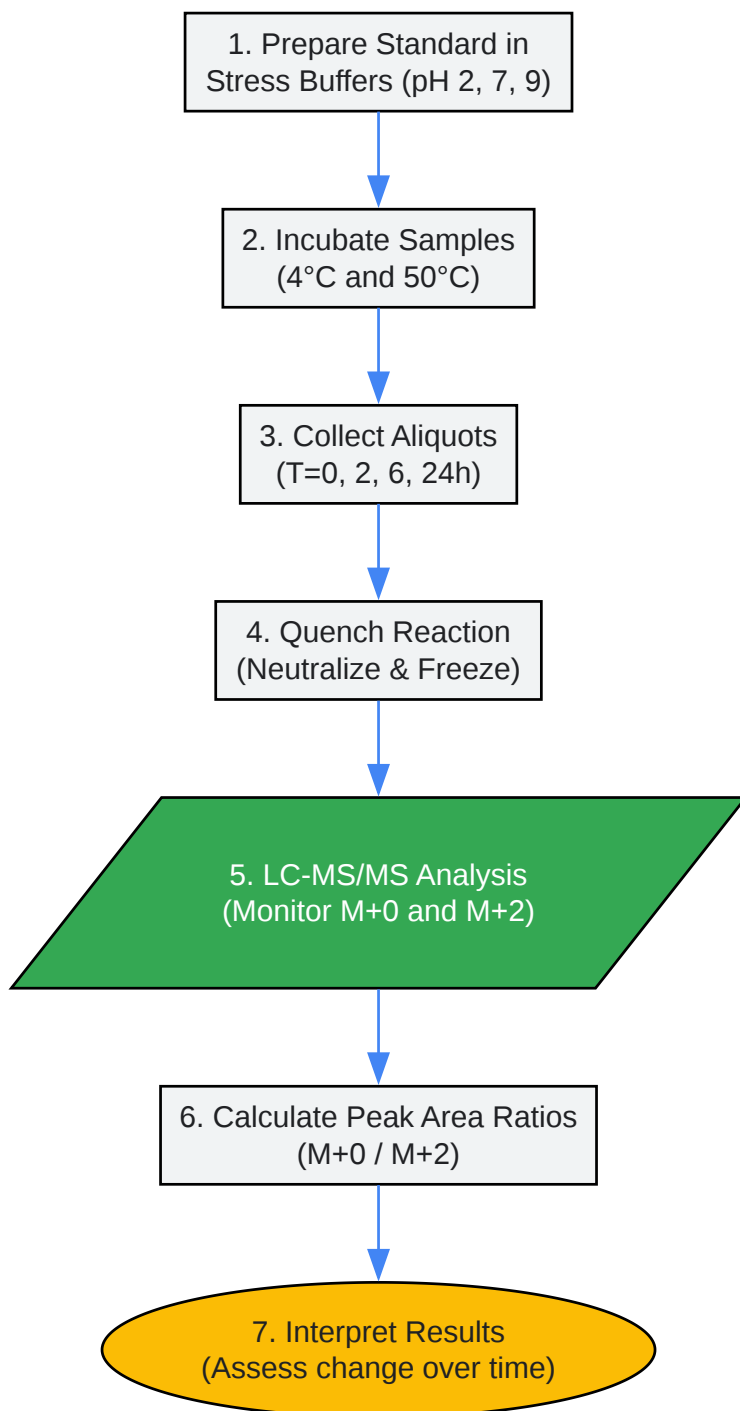 1. Prepare Standard in
Stress Buffers (pH 2, 7, 9)
2. Incubate Samples
(4°C and 50°C)
3. Collect Aliquots
(T=0, 2, 6, 24h)
4. Quench Reaction
(Neutralize & Freeze)
5. LC-MS/MS Analysis
(Monitor M+0 and M+2)
6. Calculate Peak Area Ratios
(M+0 / M+2)
7. Interpret Results
(Assess change over time)